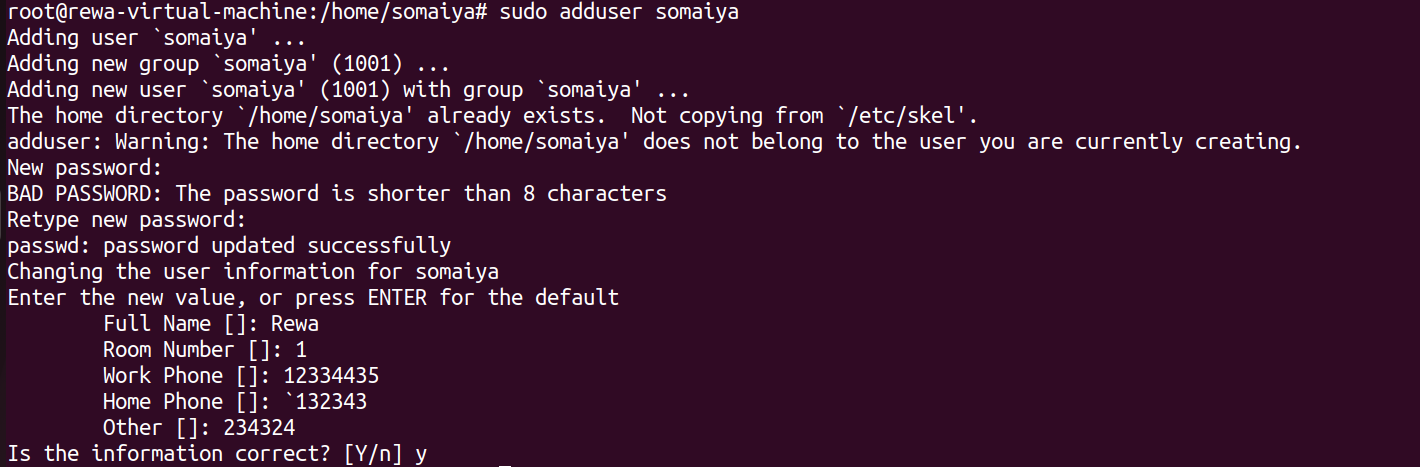 root@rewa-virtual-machine:/home/somaiya# sudo adduser somaiya
Adding user `somaiya' ...
Adding new group `somaiya' (1001) ...
Adding new user `somaiya' (1001) with group `somaiya' ...
The home directory `/home/somaiya' already exists.  Not copying from `/etc/skel'.
adduser: Warning: The home directory `/home/somaiya' does not belong to the user you are currently creating.
New password:
BAD PASSWORD: The password is shorter than 8 characters
Retype new password:
passwd: password updated successfully
Changing the user information for somaiya
Enter the new value, or press ENTER for the default
        Full Name []: Rewa
        Room Number []: 1
        Work Phone []: 12334435
        Home Phone []: `132343
        Other []: 234324
Is the information correct? [Y/n] y